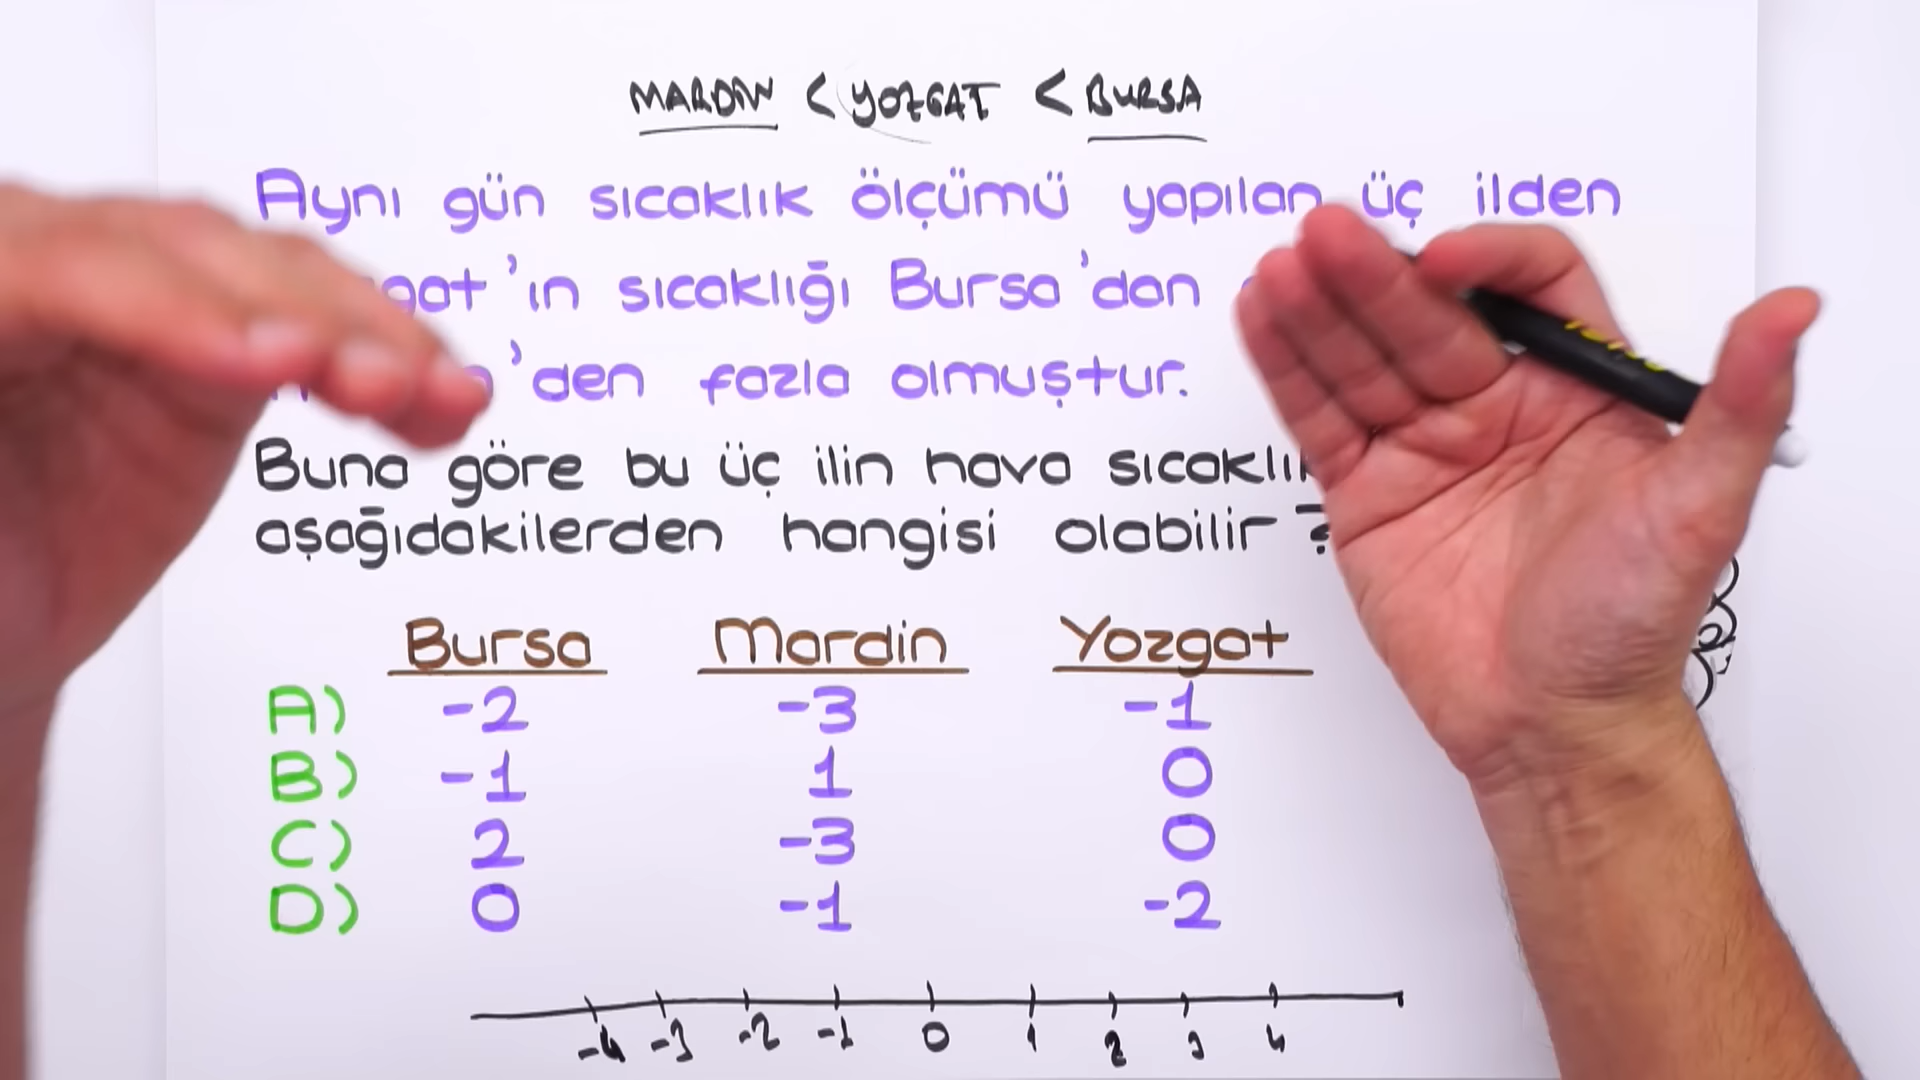 MARDİN < YOZGAT < BURSA
Aynı gün sıcaklık ölçümü yapılan üç ilden
'ın sıcaklığı Bursa'dan
'den fazla olmuştur.
Buna göre bu üç ilin hava
aşağıdakilerden hangisi olabilir ?
Bursa Mardin Yozgat
A) -2 -3 -1
B) -1 1 0
C) 2 -3 0
D) 0 -1 -2
-4 -3 -2 -1 0 1 2 3 4